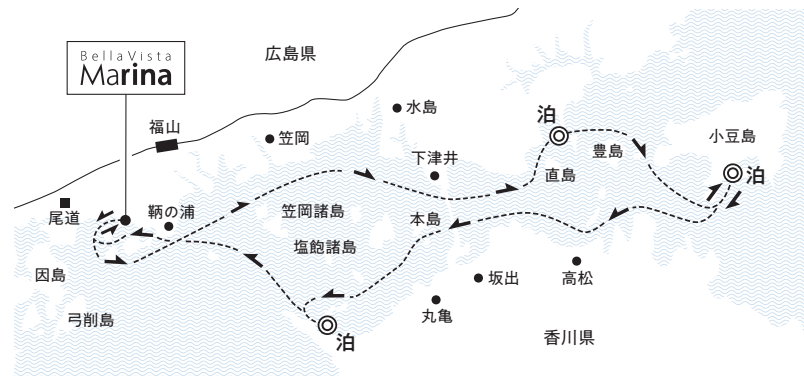 BellaVista
Marina
広島県
福山
笠岡
水島
下津井
泊
直島
豊島
小豆島
泊
尾道
鞆の浦
笠岡諸島
塩飽諸島
本島
因島
弓削島
坂出
高松
丸亀
泊
香川県